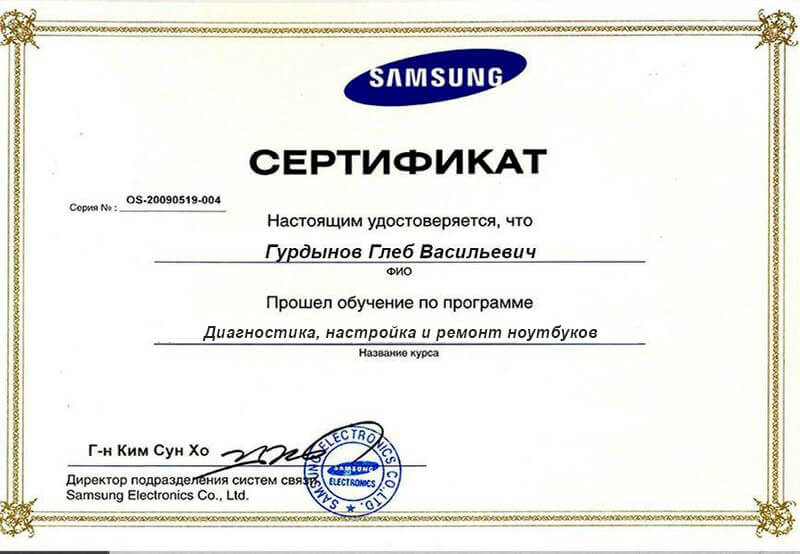 SAMSUNG
СЕРТИФИКАТ
Серия № : OS-20090519-004
Настоящим удостоверяется, что
Гурдынов Глеб Васильевич
ФИО
Прошел обучение по программе
Диагностика, настройка и ремонт ноутбуков
Название курса
Г-н Ким Сун Хо
Директор подразделения систем связи
Samsung Electronics Co., Ltd.
SAMSUNG ELECTRONICS CO., LTD.
SAMSUNG
ELECTRONICS